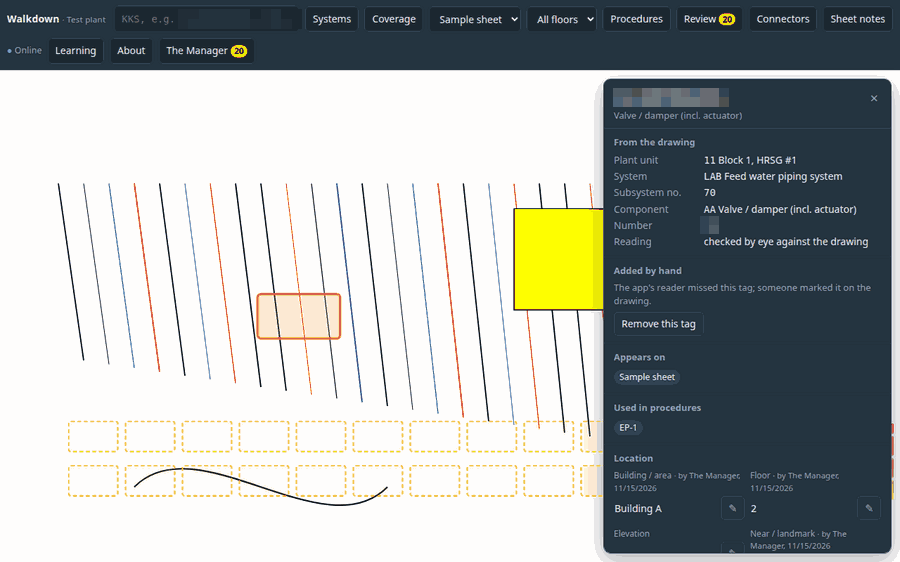 Walkdown · Test plant
KKS, e.g.
Systems
Coverage
Sample sheet
All floors
Procedures
Review 20
Connectors
Sheet notes
Online
Learning
About
The Manager 20
×
Valve / damper (incl. actuator)
From the drawing
Plant unit 11 Block 1, HRSG #1
System LAB Feed water piping system
Subsystem no. 70
Component AA Valve / damper (incl. actuator)
Number
Reading checked by eye against the drawing
Added by hand
The app's reader missed this tag; someone marked it on the
drawing.
Remove this tag
Appears on
Sample sheet
Used in procedures
EP-1
Location
Building / area · by The Manager,
11/15/2026
Floor · by The Manager,
11/15/2026
Building A
2
Elevation
Near / landmark · by The
Manager, 11/15/2026